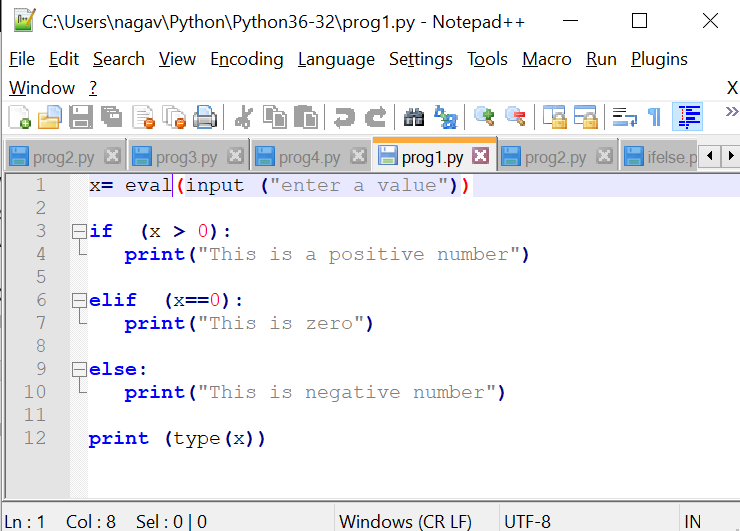 C:\Users\nagav\Python\Python36-32\prog1.py - Notepad++
File Edit Search View Encoding Language Settings Tools Macro Run Plugins
Window ? X
prog2.py prog3.py prog4.py prog1.py prog2.py ifelse.p
1 x= eval(input ("enter a value"))
2
3 if  (x > 0):
4    print("This is a positive number")
5
6 elif  (x==0):
7    print("This is zero")
8
9 else:
10    print("This is negative number")
11
12 print (type(x))
Ln : 1 Col : 8 Sel : 0 | 0 Windows (CR LF) UTF-8 IN